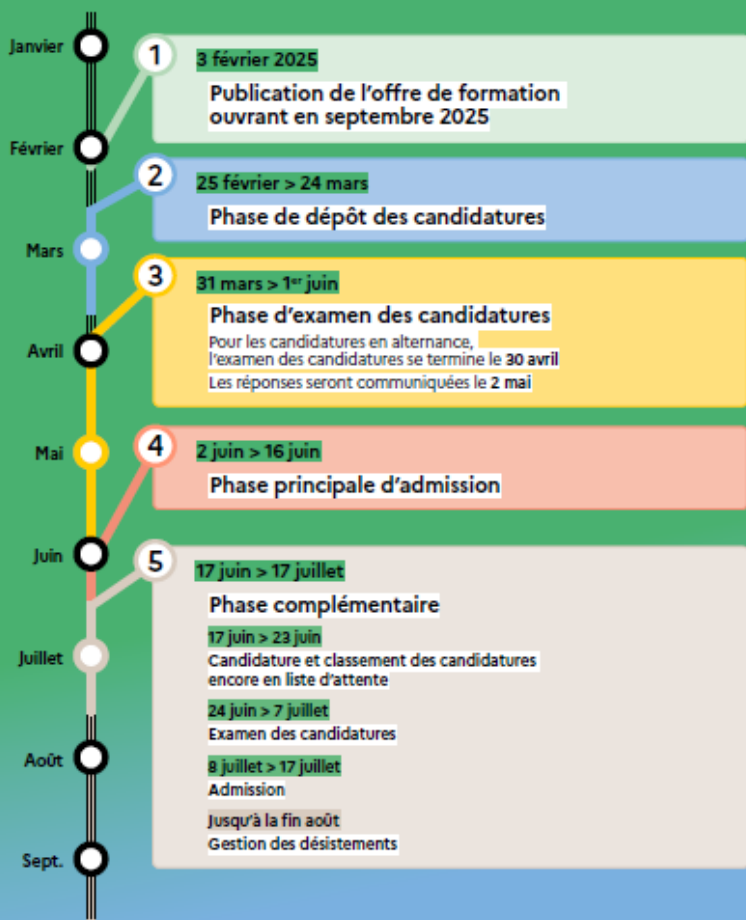 Janvier
Février
Mars
Avril
Mai
Juin
Juillet
Août
Sept.
1
3 février 2025
Publication de l'offre de formation
ouvrant en septembre 2025
2
25 février > 24 mars
Phase de dépôt des candidatures
3
31 mars > 1er juin
Phase d'examen des candidatures
Pour les candidatures en alternance,
l'examen des candidatures se termine le 30 avril
Les réponses seront communiquées le 2 mai
4
2 juin > 16 juin
Phase principale d'admission
5
17 juin > 17 juillet
Phase complémentaire
17 juin > 23 juin
Candidature et classement des candidatures
encore en liste d'attente
24 juin > 7 juillet
Examen des candidatures
8 juillet > 17 juillet
Admission
Jusqu'à la fin août
Gestion des désistements